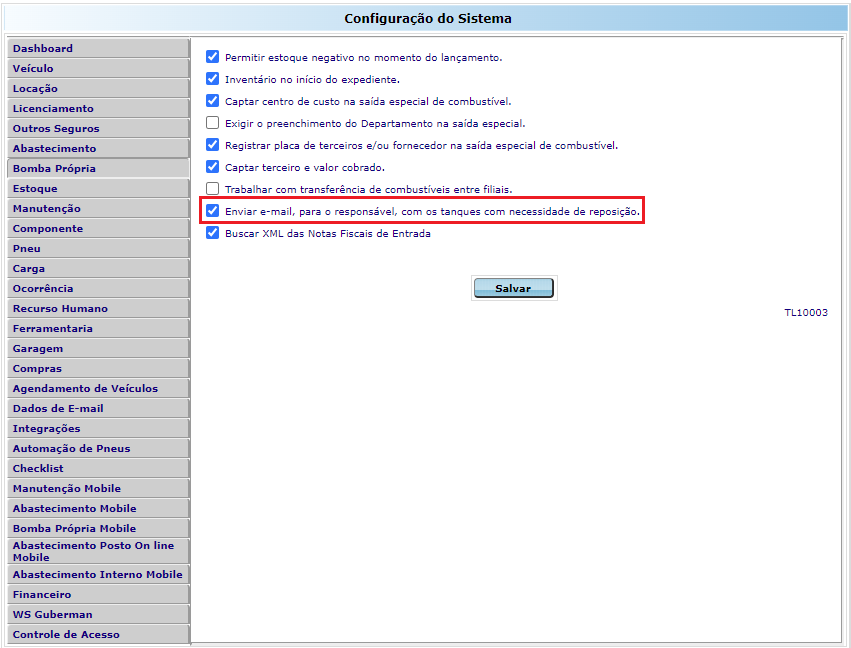 Configuração do Sistema
Dashboard
Veículo
Locação
Licenciamento
Outros Seguros
Abastecimento
Bomba Própria
Estoque
Manutenção
Componente
Pneu
Carga
Ocorrência
Recurso Humano
Ferramentaria
Garagem
Compras
Agendamento de Veículos
Dados de E-mail
Integrações
Automação de Pneus
Checklist
Manutenção Mobile
Abastecimento Mobile
Bomba Própria Mobile
Abastecimento Posto On line
Mobile
Abastecimento Interno Mobile
Financeiro
WS Guberman
Controle de Acesso
Permitir estoque negativo no momento do lançamento.
Inventário no início do expediente.
Captar centro de custo na saída especial de combustível.
Exigir o preenchimento do Departamento na saída especial.
Registrar placa de terceiros e/ou fornecedor na saída especial de combustível.
Captar terceiro e valor cobrado.
Trabalhar com transferência de combustíveis entre filiais.
Enviar e-mail, para o responsável, com os tanques com necessidade de reposição.
Buscar XML das Notas Fiscais de Entrada
Salvar
TL10003